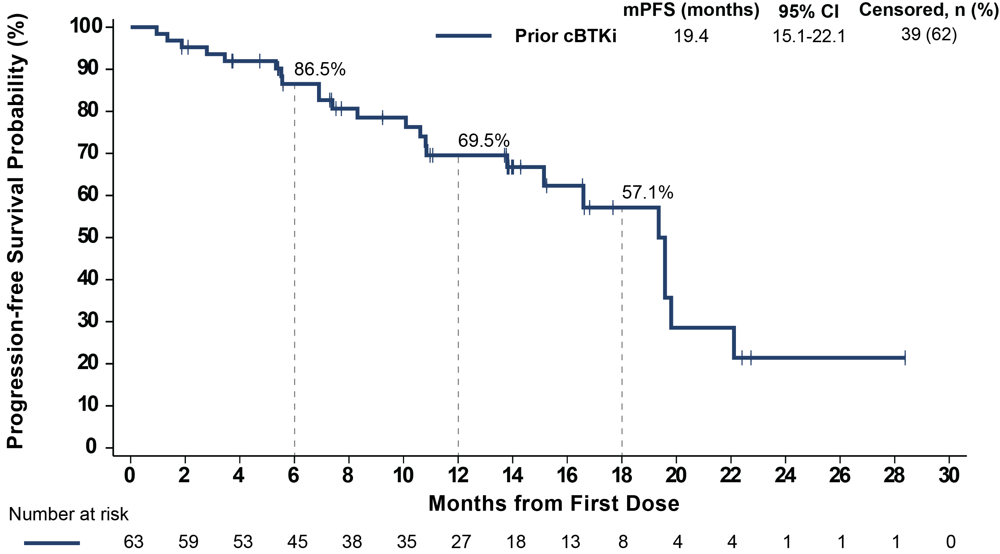 mPFS (months) 95% CI Censored, n (%)
Prior cBTKi 19.4 15.1-22.1 39 (62)
Progression-free Survival Probability (%)
100
90
80
70
60
50
40
30
20
10
0
86.5%
69.5%
57.1%
0 2 4 6 8 10 12 14 16 18 20 22 24 26 28 30
Months from First Dose
Number at risk
63 59 53 45 38 35 27 18 13 8 4 4 1 1 1 0